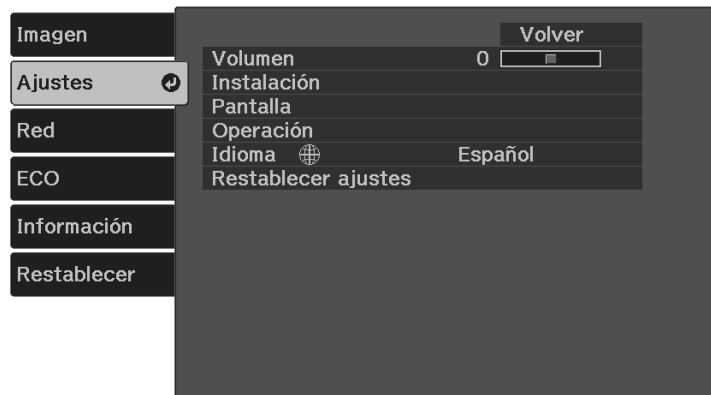 Imagen
Ajustes
Red
ECO
Información
Restablecer
Volver
Volumen 0
Instalación
Pantalla
Operación
Idioma Español
Restablecer ajustes